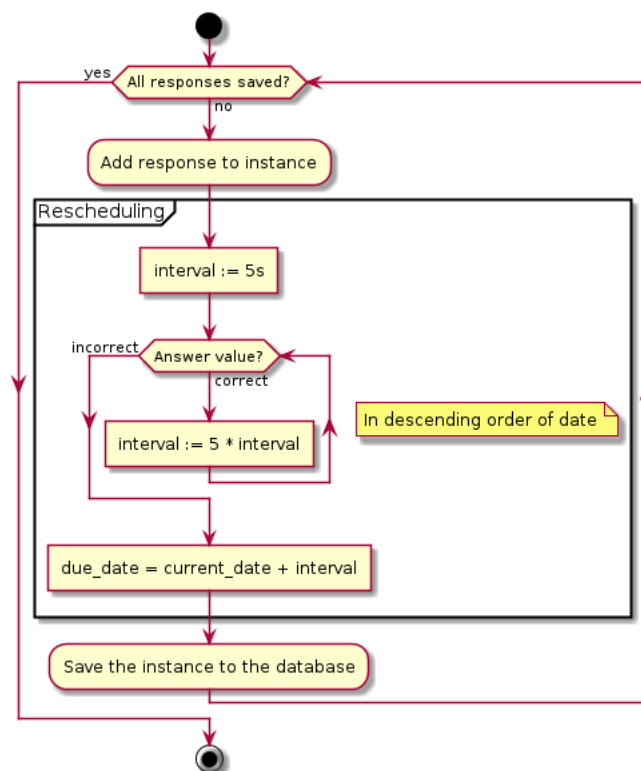 yes
All responses saved?
no
Add response to instance
Rescheduling
interval := 5s
incorrect
Answer value?
correct
interval := 5 * interval
In descending order of date
due_date = current_date + interval
Save the instance to the database